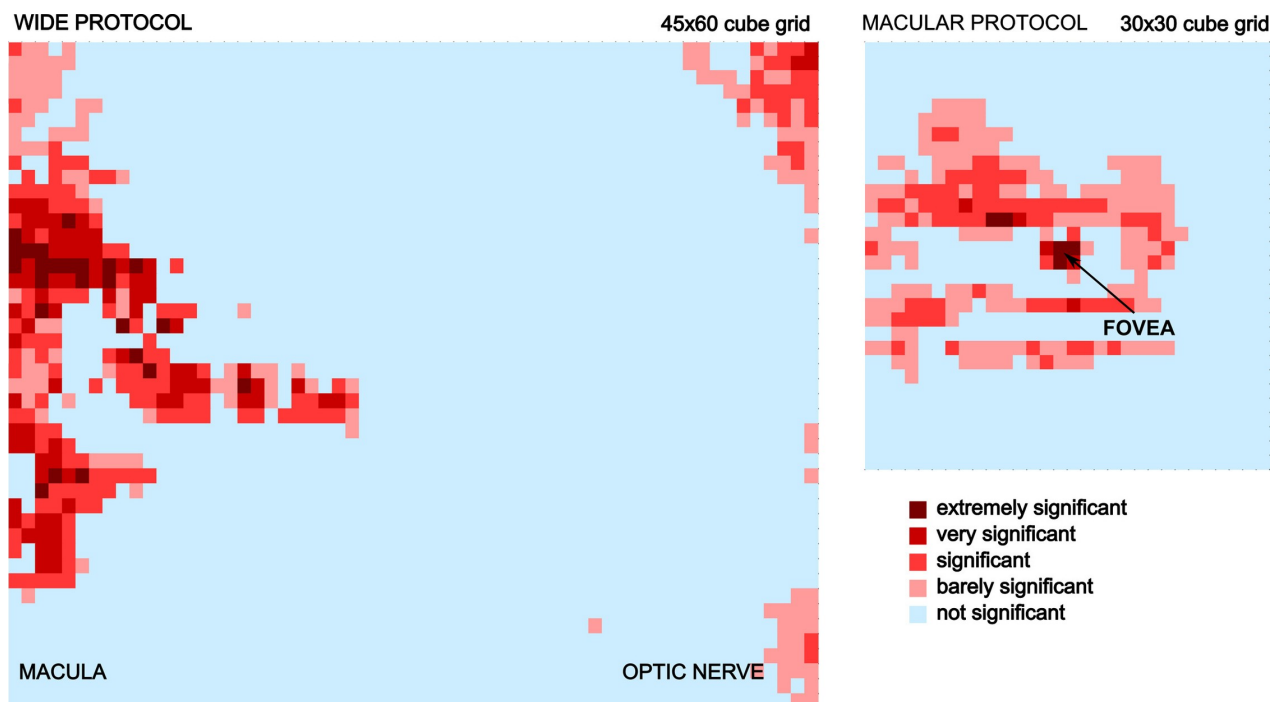 WIDE PROTOCOL 45x60 cube grid
MACULAR PROTOCOL 30x30 cube grid
FOVEA
extremely significant
very significant
significant
barely significant
not significant
MACULA OPTIC NERVE